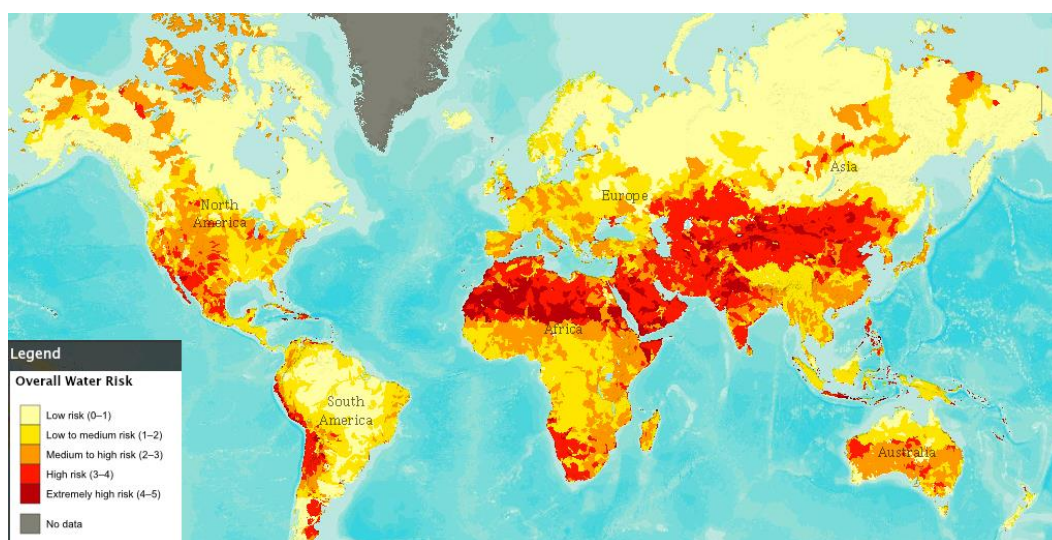 North
America
Europe
Asia
Africa
South
America
Australia
Legend
Overall Water Risk
Low risk (0–1)
Low to medium risk (1–2)
Medium to high risk (2–3)
High risk (3–4)
Extremely high risk (4–5)
No data